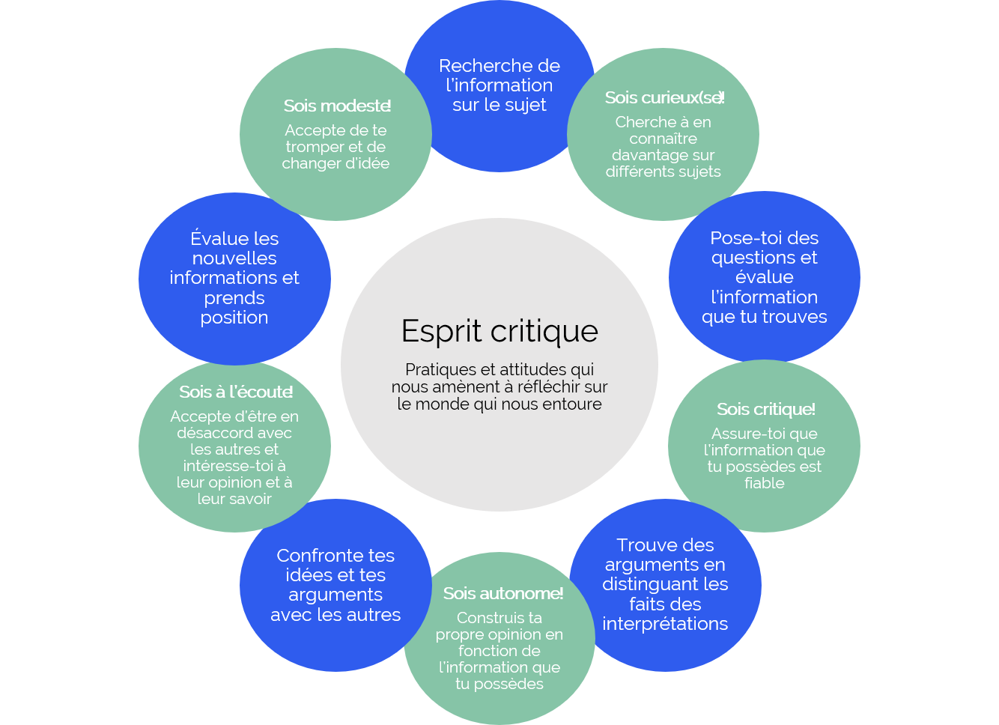 Recherche de
l'information
sur le sujet
Sois curieux(se)!
Cherche à en
connaître
davantage sur
différents sujets
Pose-toi des
questions et
évalue
l'information
que tu trouves
Sois critique!
Assure-toi que
l'information que
tu possèdes est
fiable
Trouve des
arguments en
distinguant les
faits des
interprétations
Sois autonome!
Construis ta
propre opinion en
fonction de
l'information que
tu possèdes
Confronte tes
idées et tes
arguments
avec les autres
Sois à l'écoute!
Accepte d'être en
désaccord avec
les autres et
intéresse-toi à
leur opinion et à
leur savoir
Évalue les
nouvelles
informations et
prends
position
Sois modeste!
Accepte de te
tromper et de
changer d'idée
Esprit critique
Pratiques et attitudes qui
nous amènent à réfléchir sur
le monde qui nous entoure